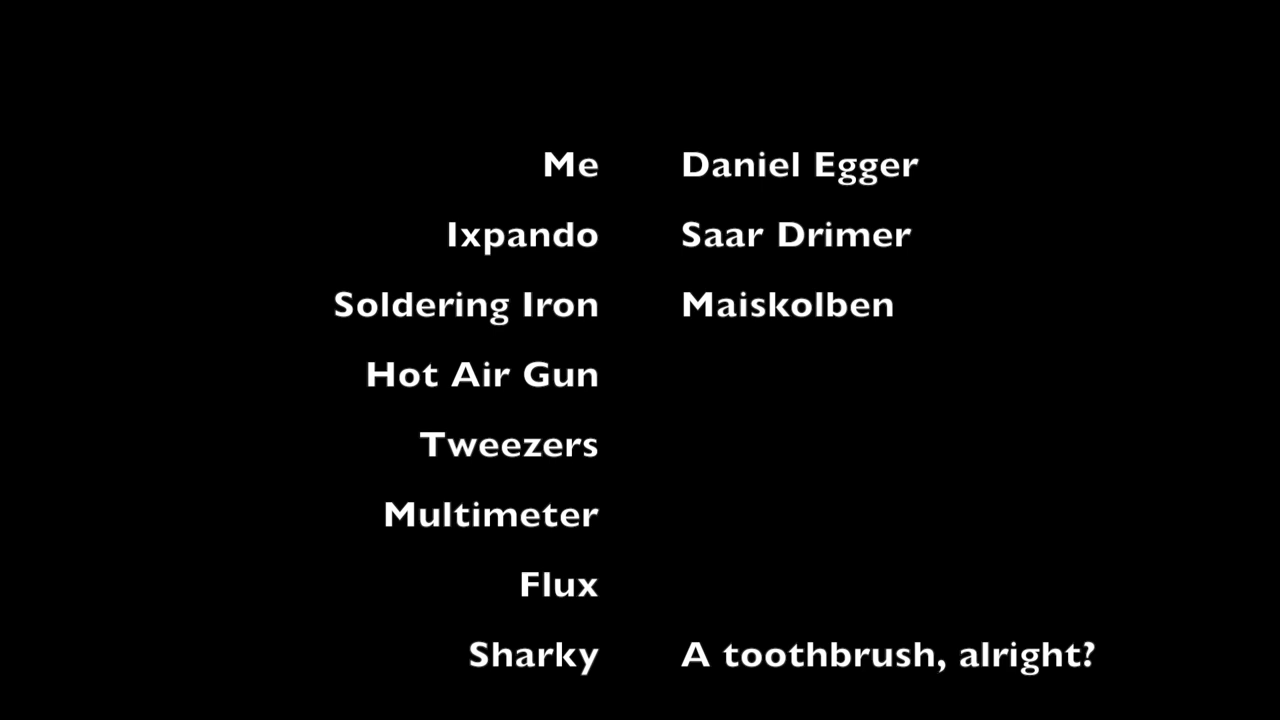 Me Daniel Egger
Ixpando Saar Drimer
Soldering Iron Maiskolben
Hot Air Gun
Tweezers
Multimeter
Flux
Sharky A toothbrush, alright?